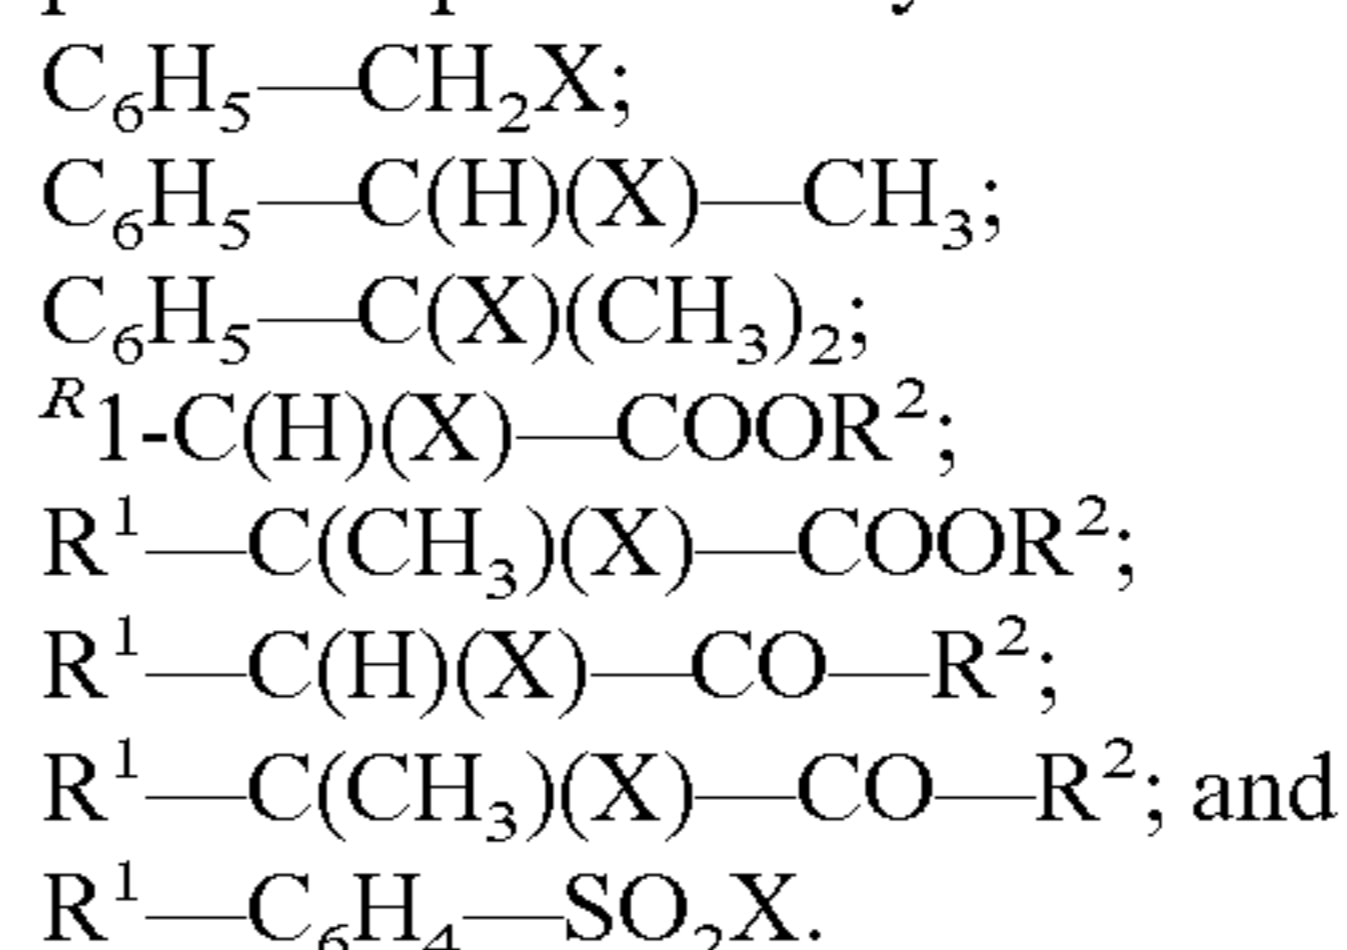 C₆H₅—CH₂X;
C₆H₅—C(H)(X)—CH₃;
C₆H₅—C(X)(CH₃)₂;
ᴿ1-C(H)(X)—COOR²;
R¹—C(CH₃)(X)—COOR²;
R¹—C(H)(X)—CO—R²;
R¹—C(CH₃)(X)—CO—R²; and
R¹—C₆H₄—SO₂X.